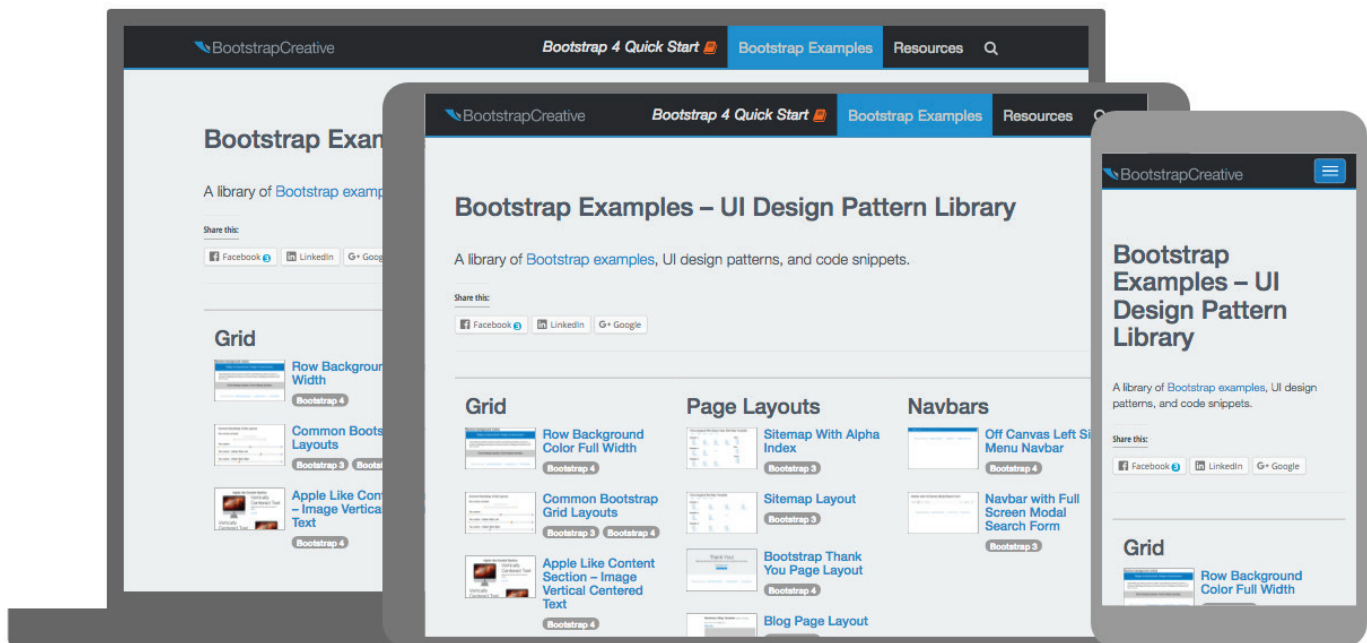 BootstrapCreative
Bootstrap 4 Quick Start
Bootstrap Examples
Resources
Bootstrap Exam
A library of Bootstrap examp
Share this:
Facebook 3
LinkedIn
G+ Goog
Grid
Row Backgroun
Width
Bootstrap 4
Common Boots
Layouts
Bootstrap 3 Boots
Apple Like Con
– Image Vertica
Text
Bootstrap 4
BootstrapCreative
Bootstrap 4 Quick Start
Bootstrap Examples
Resources
Bootstrap Examples – UI Design Pattern Library
A library of Bootstrap examples, UI design patterns, and code snippets.
Share this:
Facebook 3
LinkedIn
G+ Google
Grid
Row Background
Color Full Width
Bootstrap 4
Common Bootstrap
Grid Layouts
Bootstrap 3 Bootstrap 4
Apple Like Content
Section – Image
Vertical Centered
Text
Bootstrap 4
Page Layouts
Sitemap With Alpha
Index
Bootstrap 3
Sitemap Layout
Bootstrap 3
Thank You!
Bootstrap Thank
You Page Layout
Bootstrap 4
Blog Page Layout
Navbars
Off Canvas Left Si
Menu Navbar
Bootstrap 4
Navbar with Full
Screen Modal
Search Form
Bootstrap 3
BootstrapCreative
Bootstrap
Examples – UI
Design Pattern
Library
A library of Bootstrap examples, UI design
patterns, and code snippets.
Share this:
Facebook 3
LinkedIn
G+ Google
Grid
Row Background
Color Full Width